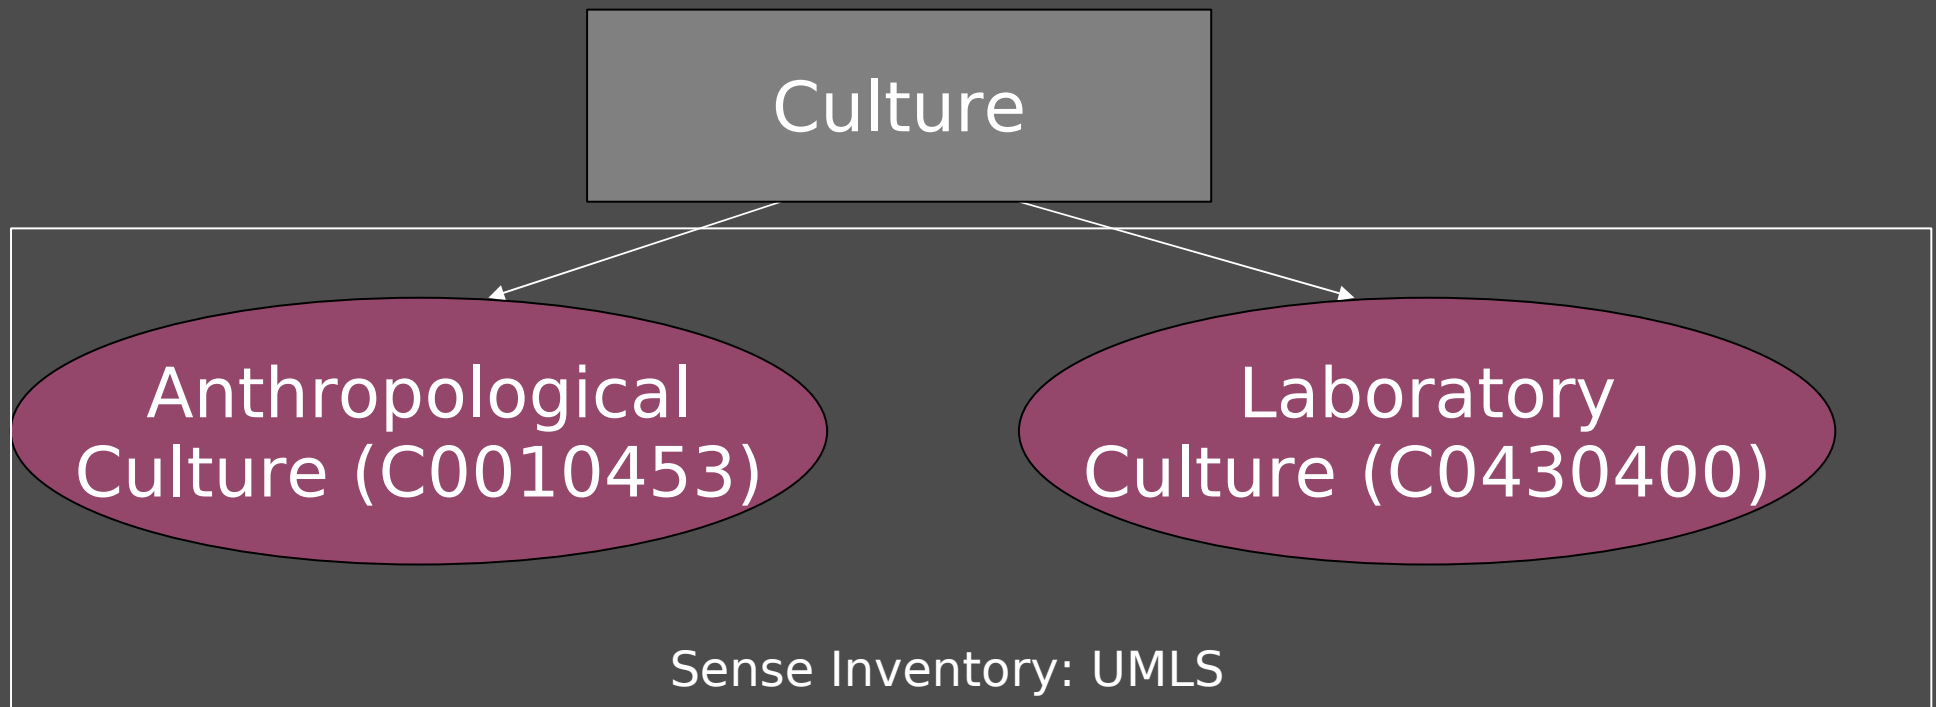 Culture
Anthropological
Culture (C0010453)
Laboratory
Culture (C0430400)
Sense Inventory: UMLS